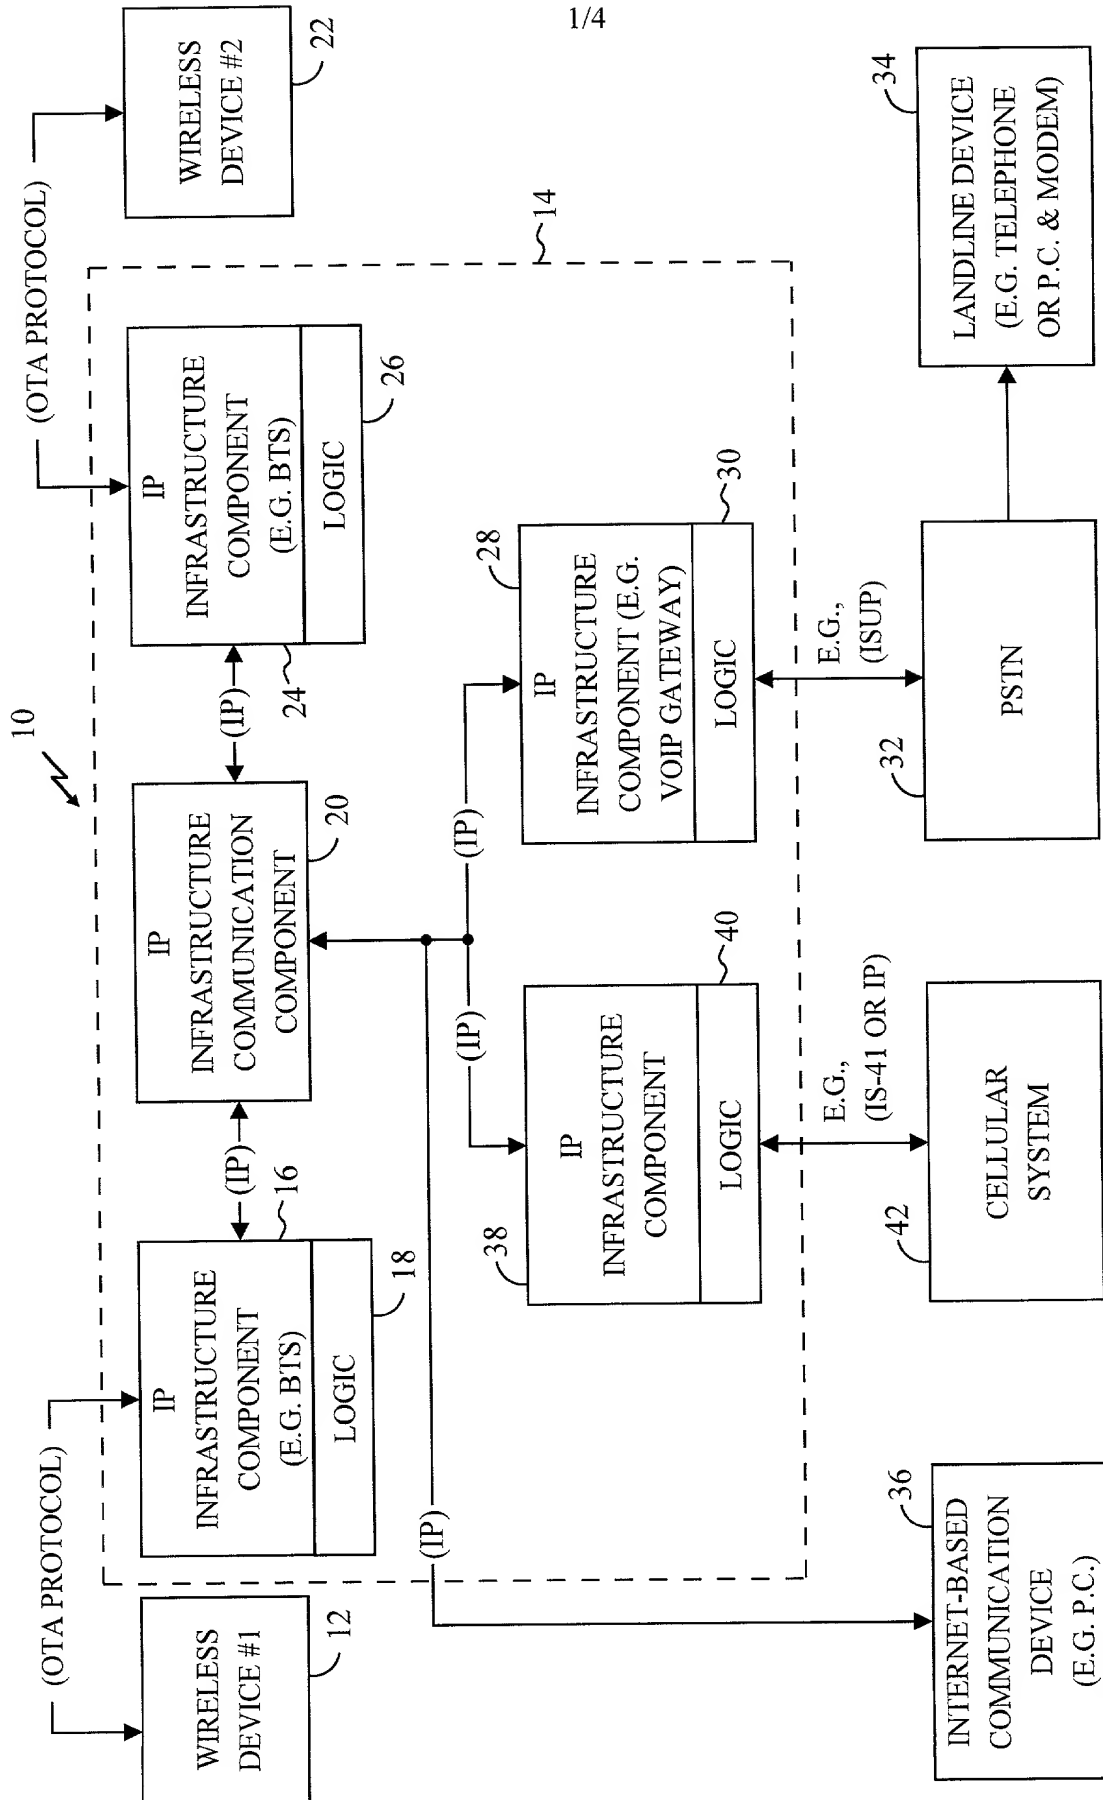 1/4
10
(OTA PROTOCOL)
(OTA PROTOCOL)
WIRELESS
DEVICE #1
12
IP
INFRASTRUCTURE
COMPONENT
(E.G. BTS)
LOGIC
16
18
(IP)
IP
INFRASTRUCTURE
COMMUNICATION
COMPONENT
20
(IP)
24
IP
INFRASTRUCTURE
COMPONENT
(E.G. BTS)
LOGIC
26
WIRELESS
DEVICE #2
22
14
(IP)
(IP)
(IP)
38
IP
INFRASTRUCTURE
COMPONENT
LOGIC
40
28
IP
INFRASTRUCTURE
COMPONENT (E.G.
VOIP GATEWAY)
LOGIC
30
E.G.,
(IS-41 OR IP)
E.G.,
(ISUP)
36
INTERNET-BASED
COMMUNICATION
DEVICE
(E.G. P.C.)
42
CELLULAR
SYSTEM
32
PSTN
34
LANDLINE DEVICE
(E.G. TELEPHONE
OR P.C. & MODEM)